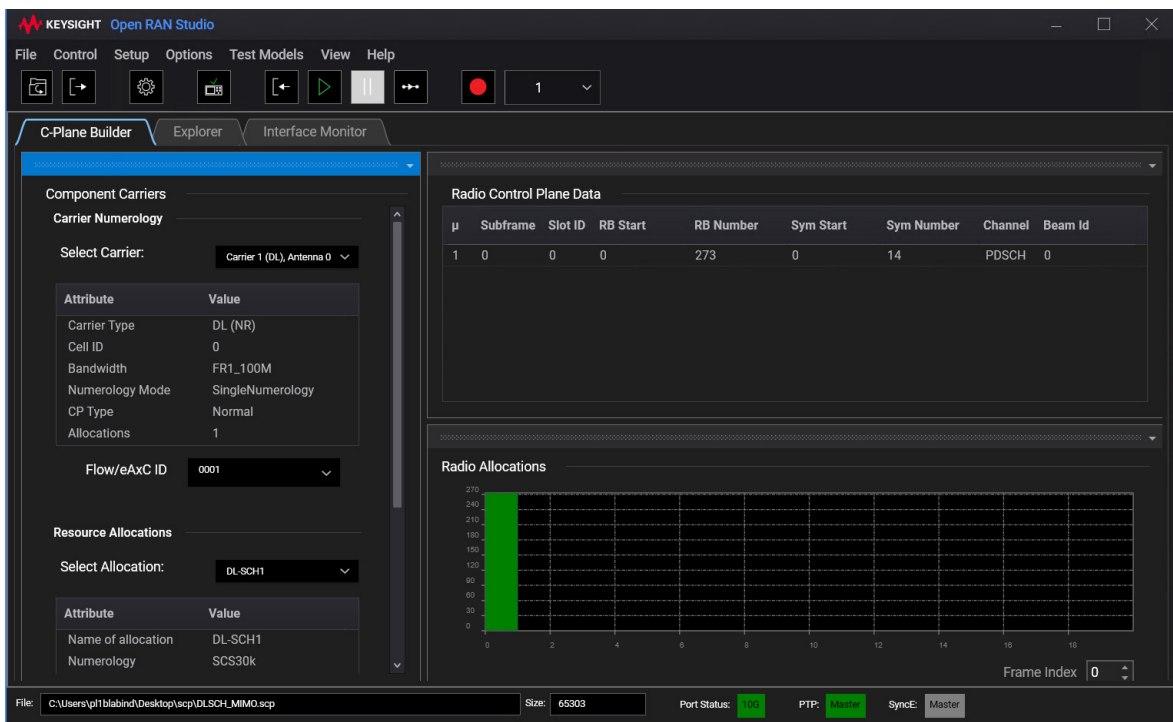 KEYSIGHT Open RAN Studio
File Control Setup Options Test Models View Help
1
C-Plane Builder Explorer Interface Monitor
Component Carriers
Carrier Numerology
Select Carrier: Carrier 1 (DL), Antenna 0
Attribute Value
Carrier Type DL (NR)
Cell ID 0
Bandwidth FR1_100M
Numerology Mode SingleNumerology
CP Type Normal
Allocations 1
Flow/eAxC ID 0001
Resource Allocations
Select Allocation: DL-SCH1
Attribute Value
Name of allocation DL-SCH1
Numerology SCS30k
Radio Control Plane Data
µ Subframe Slot ID RB Start RB Number Sym Start Sym Number Channel Beam Id
1 0 0 0 273 0 14 PDSCH 0
Radio Allocations
270
240
210
180
150
120
90
60
30
0
0 2 4 6 8 10 12 14 16 18
Frame Index 0
File: C:\Users\pl1blabind\Desktop\scp\DLSCH_MIMO.scp Size: 65303 Port Status: 10G PTP: Master SyncE: Master